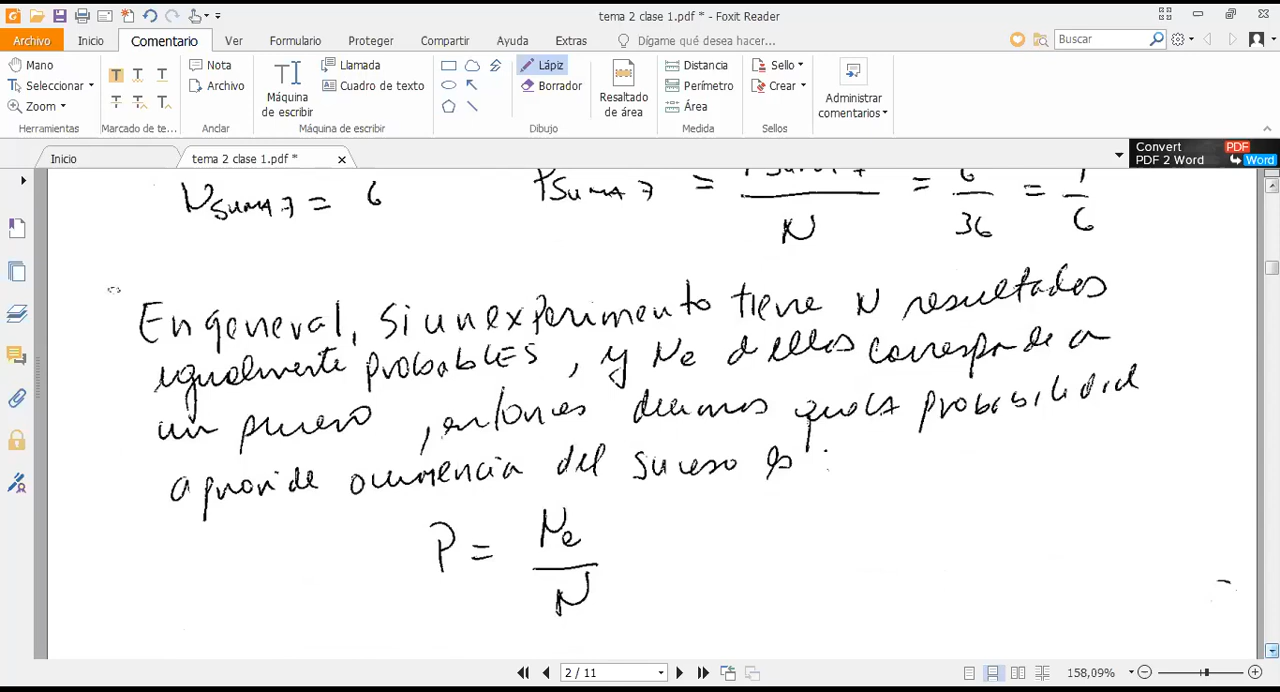 tema 2 clase 1.pdf * - Foxit Reader
Archivo Inicio Comentario Ver Formulario Proteger Compartir Ayuda Extras Dígame qué desea hacer... Buscar
Mano
Seleccionar
Zoom
Herramientas
T T T
T T T
Marcado de te...
Nota
Archivo
Anclar
Máquina de escribir
Llamada
Cuadro de texto
Máquina de escribir
Lápiz
Borrador
Dibujo
Resaltado de área
Distancia
Perímetro
Área
Medida
Sello
Crear
Sellos
Administrar comentarios
Inicio tema 2 clase 1.pdf *
Convert PDF
PDF 2 Word Word
N SUMA 7 = 6 P SUMA 7 = / N = 6 / 36 = 1 / 6
En general, si un experimento tiene N resultados
igualmente probablES, y Ne d ellos correspode a
un suceso, entonces decimos que la probabilidad
a priori de ocurrencia del suceso es :
P = Ne / N
2 / 11 158,09%